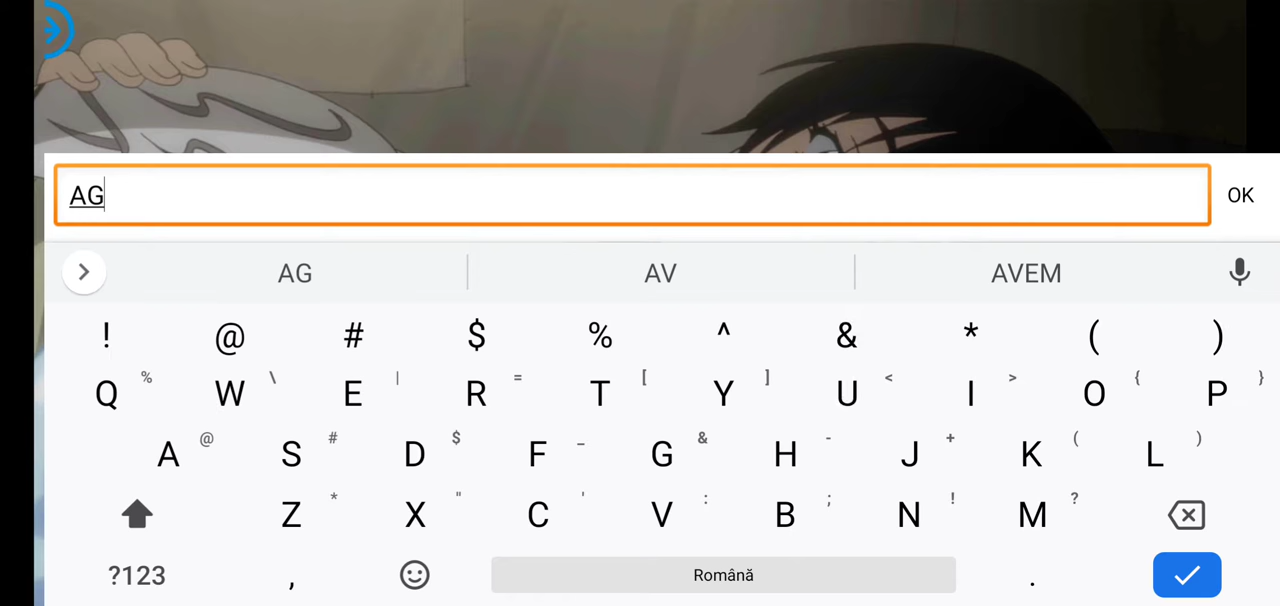 AG
OK
AG AV AVEM
! @ # $ % ^ & * ( )
Q % W \ E | R = T [ Y ] U < I > O { P }
A @ S # D $ F _ G & H - J + K ( L )
Z * X " C ' V : B ; N ! M ?
?123 , Română .